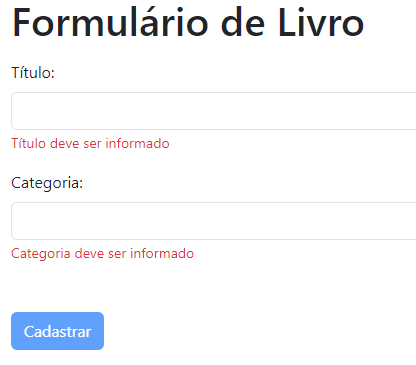 Formulário de Livro
Título:
Título deve ser informado
Categoria:
Categoria deve ser informado
Cadastrar